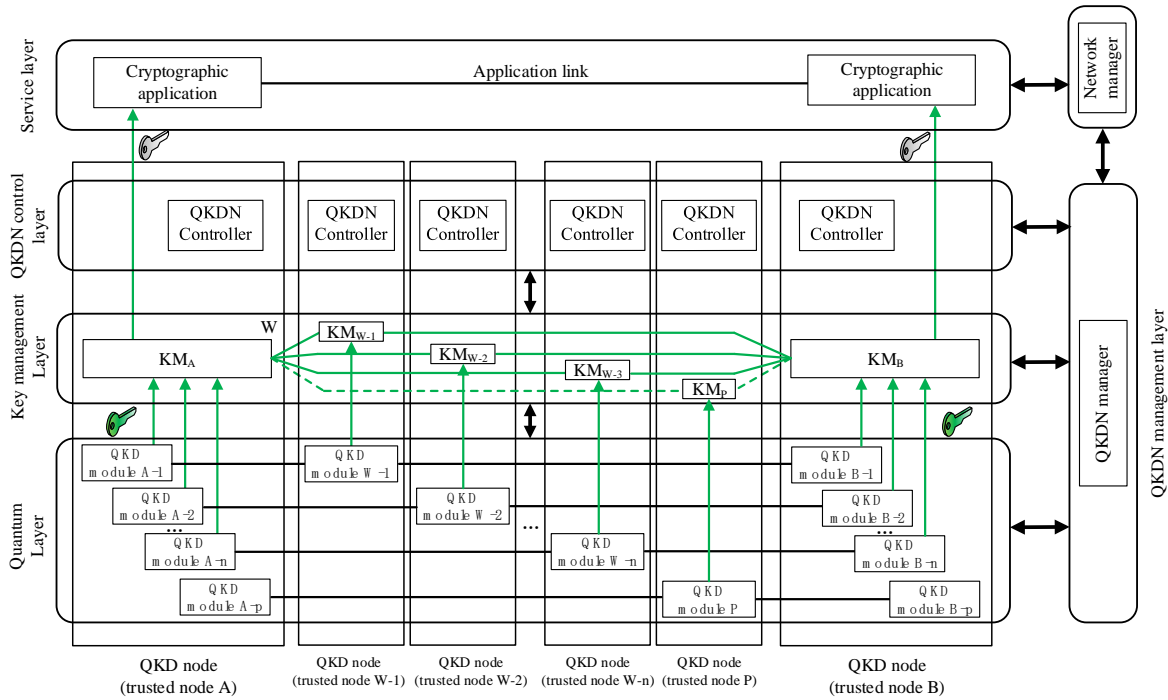 Service layer
Cryptographic
application
Application link
Cryptographic
application
Network
manager
QKDN control
layer
QKDN
Controller
QKDN
Controller
QKDN
Controller
QKDN
Controller
QKDN
Controller
QKDN
Controller
Key management
Llayer
W
KMA
KMW-1
KMW-2
KMW-3
KMP
KMB
QKDN manager
QKDN management layer
Quantum
Layer
QKD
module A-1
QKD
module W-1
QKD
module B-1
QKD
module A-2
QKD
module W-2
QKD
module B-2
...
...
...
QKD
module A-n
QKD
module W-n
QKD
module B-n
QKD
module A-p
QKD
module P
QKD
module B-p
QKD node
(trusted node A)
QKD node
(trusted node W-1)
QKD node
(trusted node W-2)
QKD node
(trusted node W-n)
QKD node
(trusted node P)
QKD node
(trusted node B)